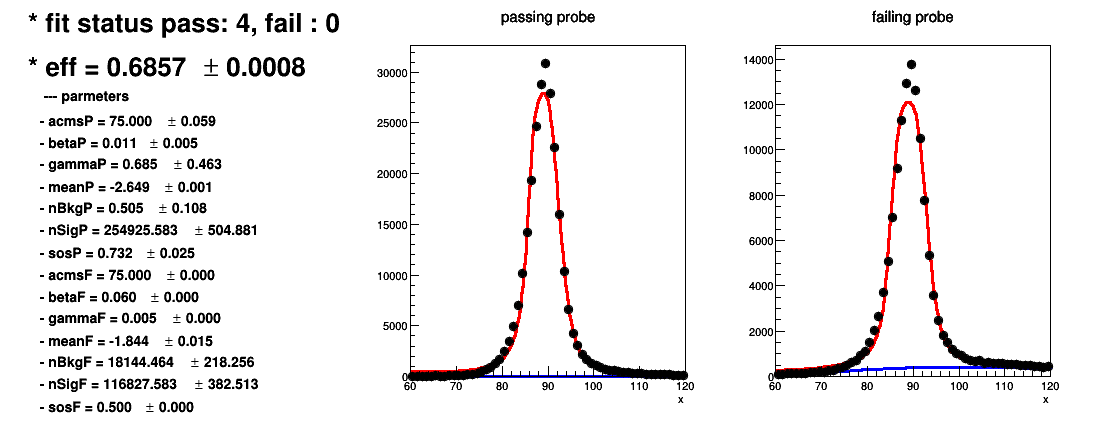 * fit status pass: 4, fail : 0
* eff = 0.6857 ± 0.0008
--- parmeters
- acmsP = 75.000 ± 0.059
- betaP = 0.011 ± 0.005
- gammaP = 0.685 ± 0.463
- meanP = -2.649 ± 0.001
- nBkgP = 0.505 ± 0.108
- nSigP = 254925.583 ± 504.881
- sosP = 0.732 ± 0.025
- acmsF = 75.000 ± 0.000
- betaF = 0.060 ± 0.000
- gammaF = 0.005 ± 0.000
- meanF = -1.844 ± 0.015
- nBkgF = 18144.464 ± 218.256
- nSigF = 116827.583 ± 382.513
- sosF = 0.500 ± 0.000
passing probe
30000
25000
20000
15000
10000
5000
0
60 70 80 90 100 110 120
x
failing probe
14000
12000
10000
8000
6000
4000
2000
0
60 70 80 90 100 110 120
x